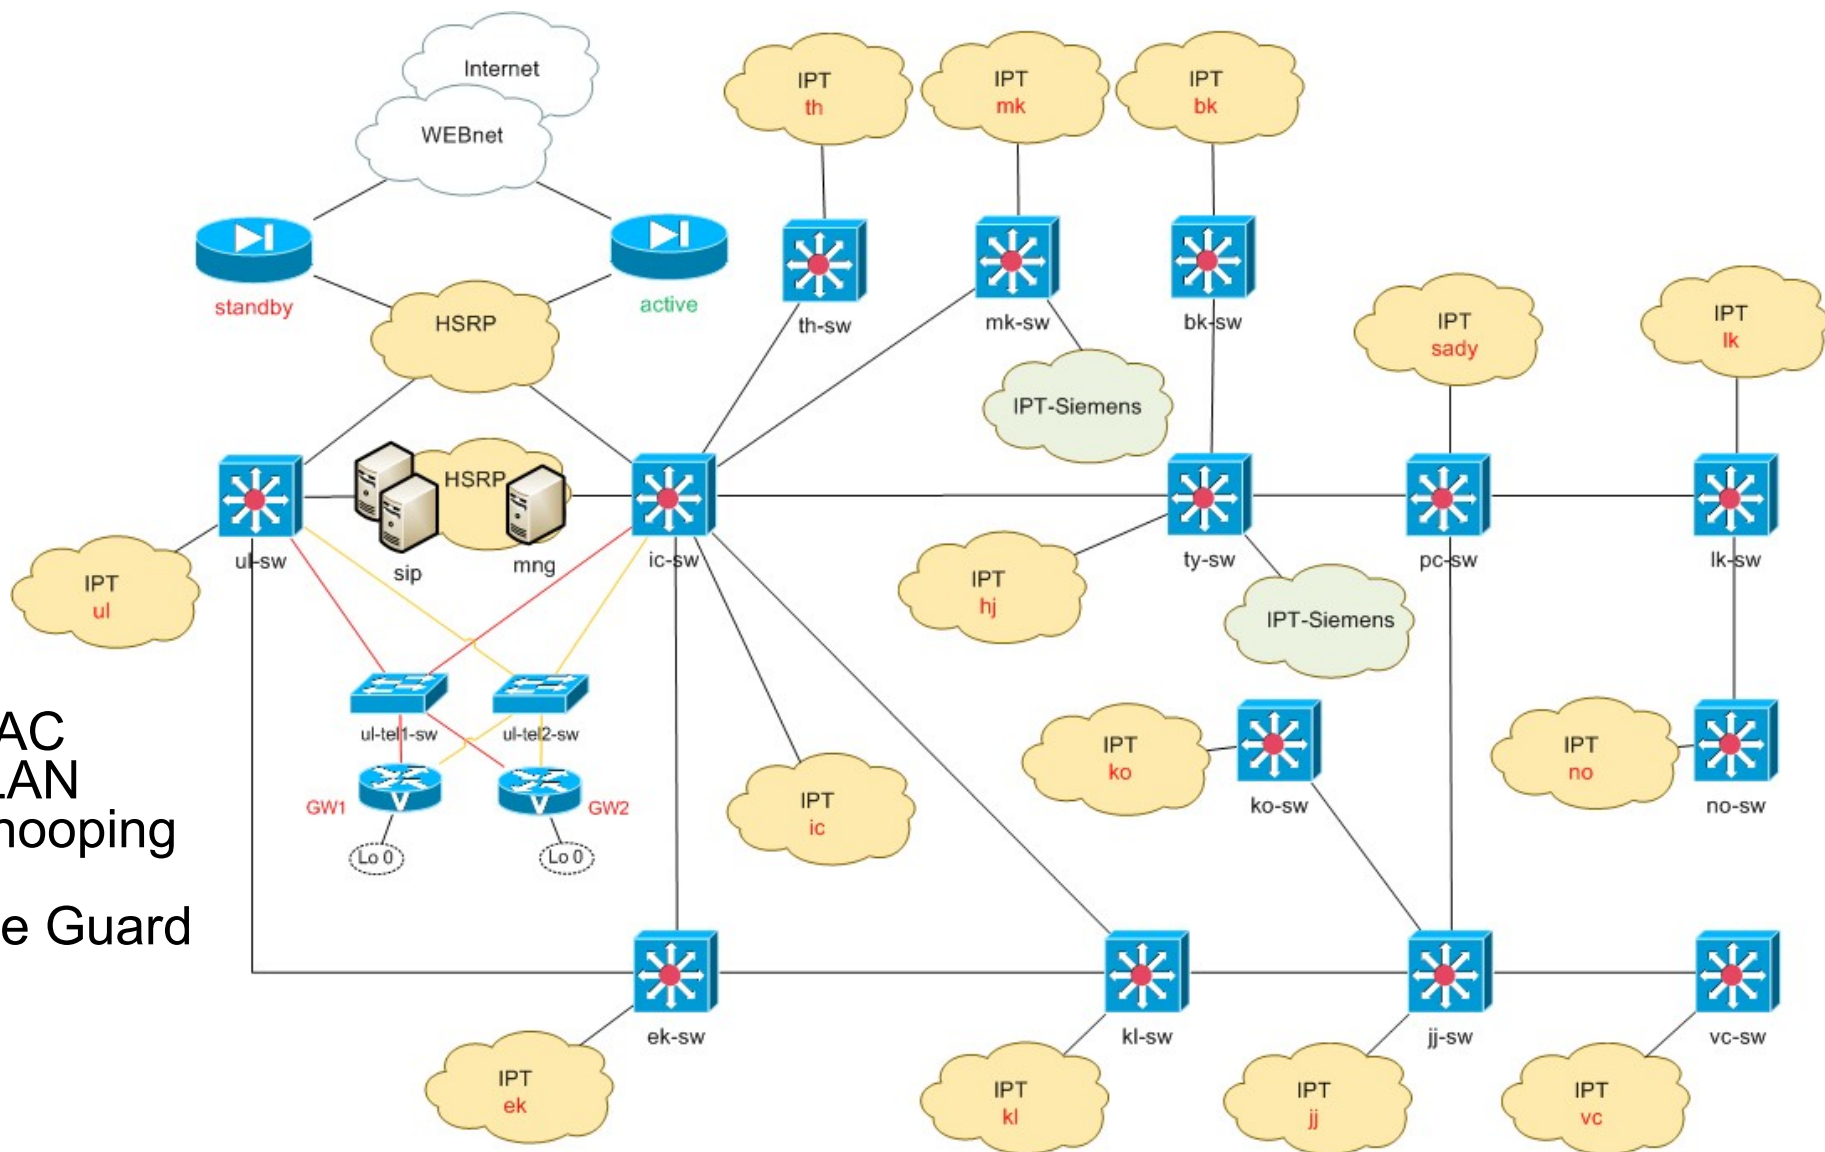 Internet
WEBnet
IPT
th
IPT
mk
IPT
bk
standby
active
HSRP
th-sw
mk-sw
bk-sw
IPT
sady
IPT
lk
IPT-Siemens
HSRP
ul-sw
sip
mng
ic-sw
ty-sw
pc-sw
lk-sw
IPT
ul
IPT
hj
IPT-Siemens
AC
LAN
nooping
e Guard
ul-tel1-sw
ul-tel2-sw
GW1
V
V
GW2
Lo 0
Lo 0
IPT
ic
IPT
ko
ko-sw
IPT
no
no-sw
ek-sw
kl-sw
jj-sw
vc-sw
IPT
ek
IPT
kl
IPT
jj
IPT
vc